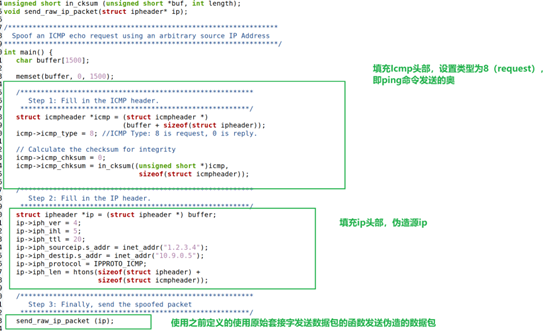 unsigned short in_cksum (unsigned short *buf, int length);
void send_raw_ip_packet(struct ipheader* ip);
/******************************************************************
Spoof an ICMP echo request using an arbitrary source IP Address
*******************************************************************/
int main() {
char buffer[1500];
memset(buffer, 0, 1500);
/*********************************************************
Step 1: Fill in the ICMP header.
********************************************************/
struct icmpheader *icmp = (struct icmpheader *)
(buffer + sizeof(struct ipheader));
icmp->icmp_type = 8; //ICMP Type: 8 is request, 0 is reply.
// Calculate the checksum for integrity
icmp->icmp_chksum = 0;
icmp->icmp_chksum = in_cksum((unsigned short *)icmp,
sizeof(struct icmpheader));
填充Icmp头部，设置类型为8（request），
即ping命令发送的奥
/*********************************************************
Step 2: Fill in the IP header.
********************************************************/
struct ipheader *ip = (struct ipheader *) buffer;
ip->iph_ver = 4;
ip->iph_ihl = 5;
ip->iph_ttl = 20;
ip->iph_sourceip.s_addr = inet_addr("1.2.3.4");
ip->iph_destip.s_addr = inet_addr("10.9.0.5");
ip->iph_protocol = IPPROTO_ICMP;
ip->iph_len = htons(sizeof(struct ipheader) +
sizeof(struct icmpheader));
填充ip头部，伪造源ip
/*********************************************************
Step 3: Finally, send the spoofed packet
********************************************************/
send_raw_ip_packet (ip);
使用之前定义的使用原始套接字发送数据包的函数发送伪造的数据包